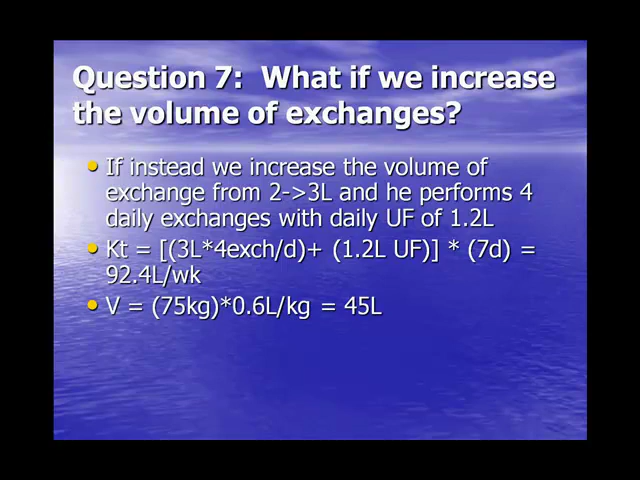 Question 7:  What if we increase
the volume of exchanges?
If instead we increase the volume of
exchange from 2->3L and he performs 4
daily exchanges with daily UF of 1.2L
Kt = [(3L*4exch/d)+ (1.2L UF)] * (7d) =
92.4L/wk
V = (75kg)*0.6L/kg = 45L